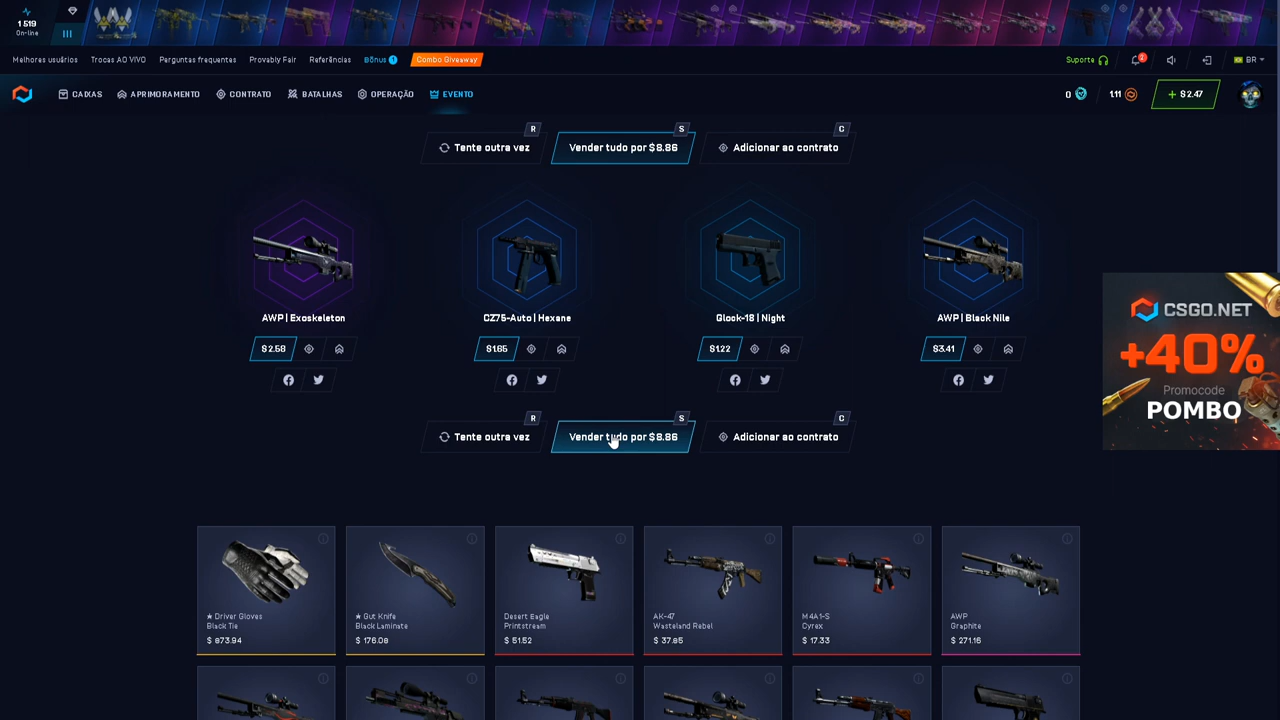 1 519
On-line
Melhores usuários
Trocas AO VIVO
Perguntas frequentes
Provably Fair
Referências
Bônus
Combo Giveaway
Suporte
2
BR
CAIXAS
APRIMORAMENTO
CONTRATO
BATALHAS
OPERAÇÃO
EVENTO
0
1.11
+ $2.47
R
S
C
Tente outra vez
Vender tudo por $8.86
Adicionar ao contrato
AWP | Exoskeleton
CZ75-Auto | Hexane
Glock-18 | Night
AWP | Black Nile
$2.58
$1.65
$1.22
$3.41
R
S
C
Tente outra vez
Vender tudo por $8.86
Adicionar ao contrato
CSGO.NET
+40%
Promocode
POMBO
★ Driver Gloves
Black Tie
$ 873.94
★ Gut Knife
Black Laminate
$ 176.08
Desert Eagle
Printstream
$ 51.52
AK-47
Wasteland Rebel
$ 37.85
M4A1-S
Cyrex
$ 17.33
AWP
Graphite
$ 271.16